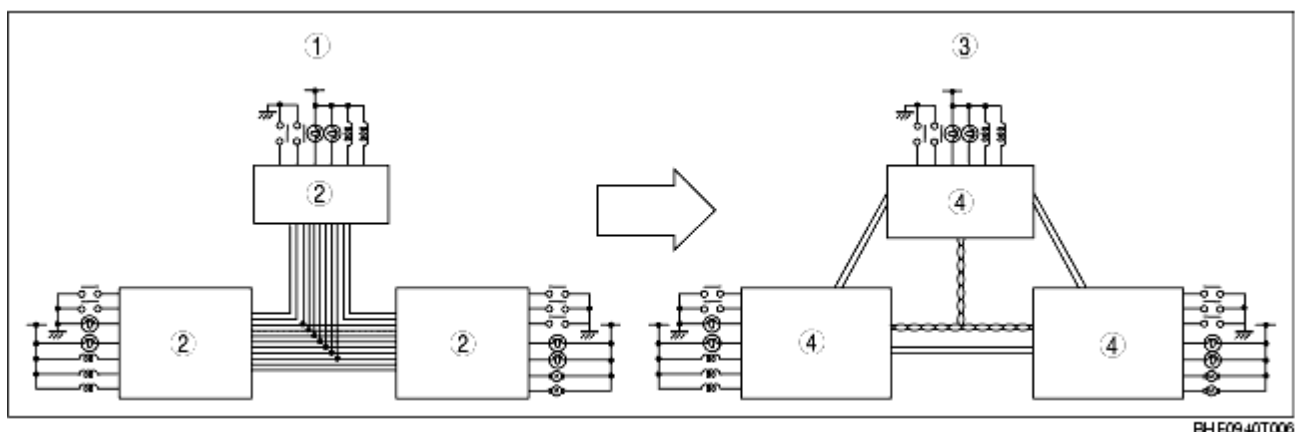 ① ③
② ④
② ② ④ ④
BHE0940T006